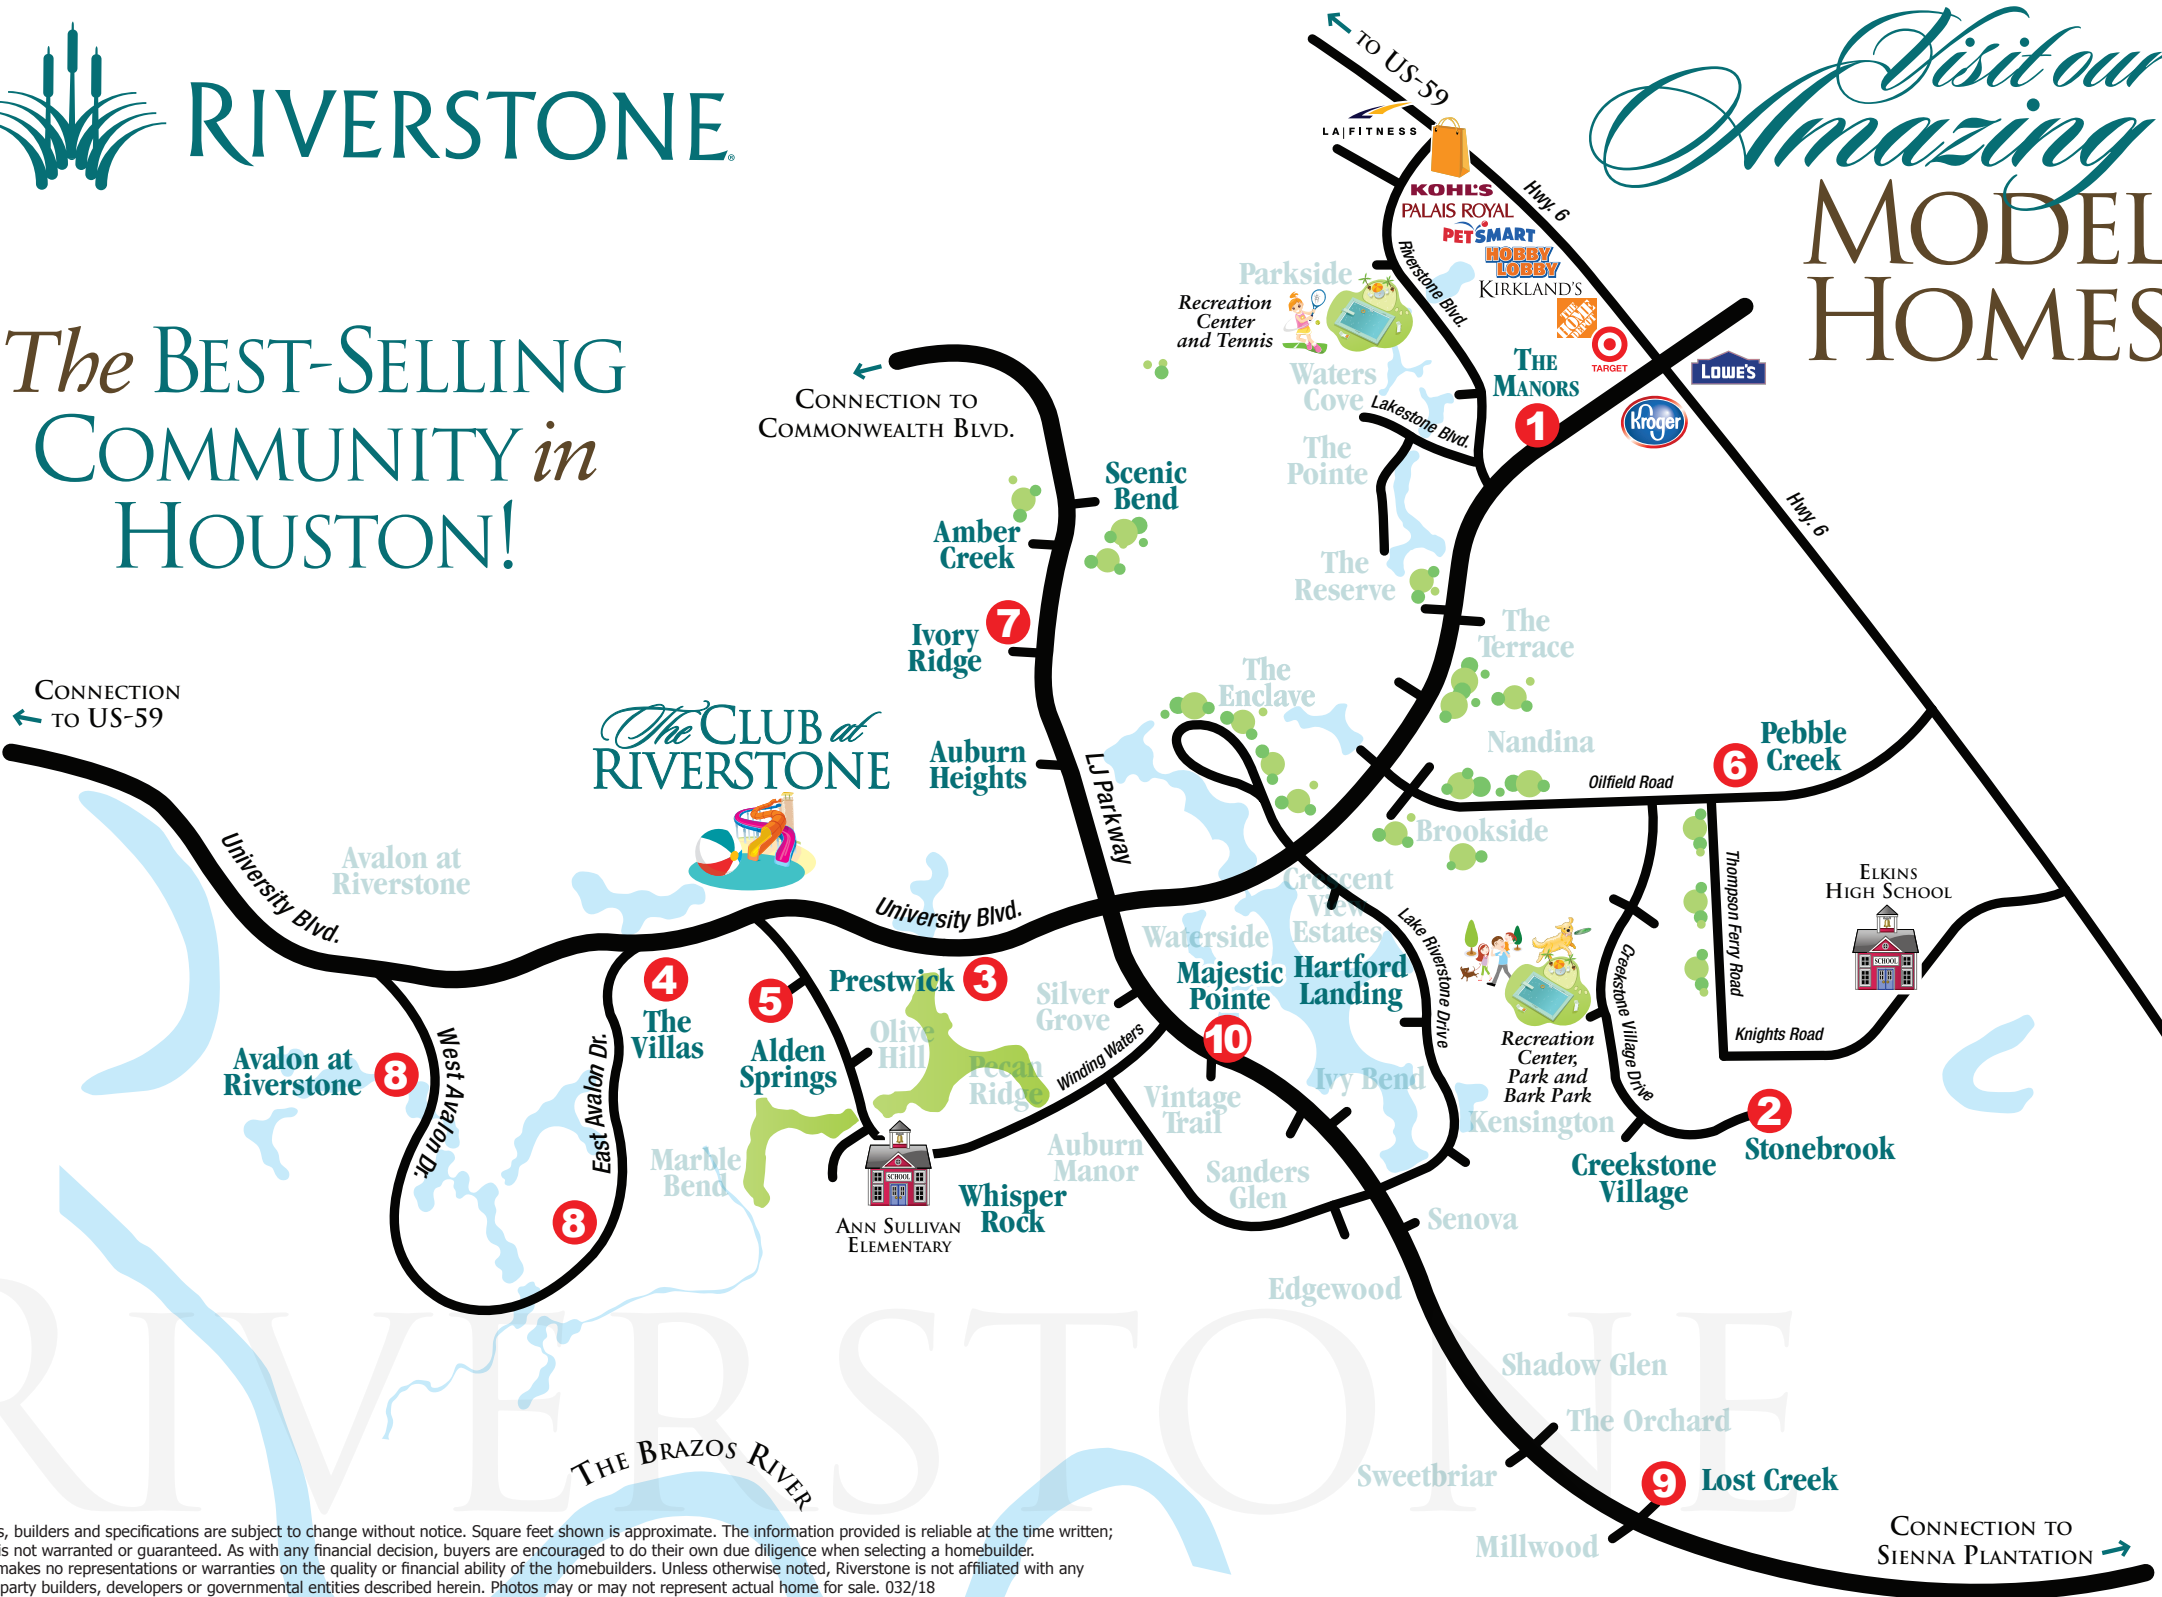 RIVERSTONE
The BEST-SELLING
COMMUNITY in
HOUSTON!
Visit our
Amazing
MODEL
HOMES
TO US-59
LA|FITNESS
KOHL'S
PALAIS ROYAL
PETSMART
HOBBY
LOBBY
KIRKLAND'S
THE
HOME
DEPOT
TARGET
LOWE'S
Kroger
Hwy. 6
Riverstone Blvd.
Parkside
Recreation
Center
and Tennis
Waters
Cove
Lakestone Blvd.
The
Pointe
THE
MANORS
1
Hwy. 6
CONNECTION TO
COMMONWEALTH BLVD.
Scenic
Bend
Amber
Creek
Ivory
Ridge
7
Auburn
Heights
LJ Parkway
The
Reserve
The
Terrace
The
Enclave
Nandina
Oilfield Road
6
Pebble
Creek
Brookside
CONNECTION
TO US-59
The CLUB at
RIVERSTONE
University Blvd.
Avalon at
Riverstone
University Blvd.
Crescent
View
Estates
Lake Riverstone Drive
Thompson Ferry Road
ELKINS
HIGH SCHOOL
SCHOOL
Knights Road
Creekstone Village Drive
Recreation
Center,
Park and
Bark Park
Waterside
Majestic
Pointe
10
Hartford
Landing
Prestwick
3
4
The
Villas
5
Alden
Springs
Olive
Hill
Silver
Grove
Pecan
Ridge
Winding Waters
Avalon at
Riverstone
8
West Avalon Dr.
East Avalon Dr.
8
Marble
Bend
SCHOOL
ANN SULLIVAN
ELEMENTARY
Whisper
Rock
Auburn
Manor
Vintage
Trail
Ivy Bend
Kensington
Sanders
Glen
2
Stonebrook
Creekstone
Village
Senova
Edgewood
Shadow Glen
The Orchard
Sweetbriar
9
Lost Creek
Millwood
CONNECTION TO
SIENNA PLANTATION
THE BRAZOS RIVER
RIVERSTONE
s, builders and specifications are subject to change without notice. Square feet shown is approximate. The information provided is reliable at the time written;
is not warranted or guaranteed. As with any financial decision, buyers are encouraged to do their own due diligence when selecting a homebuilder.
makes no representations or warranties on the quality or financial ability of the homebuilders. Unless otherwise noted, Riverstone is not affiliated with any
party builders, developers or governmental entities described herein. Photos may or may not represent actual home for sale. 032/18